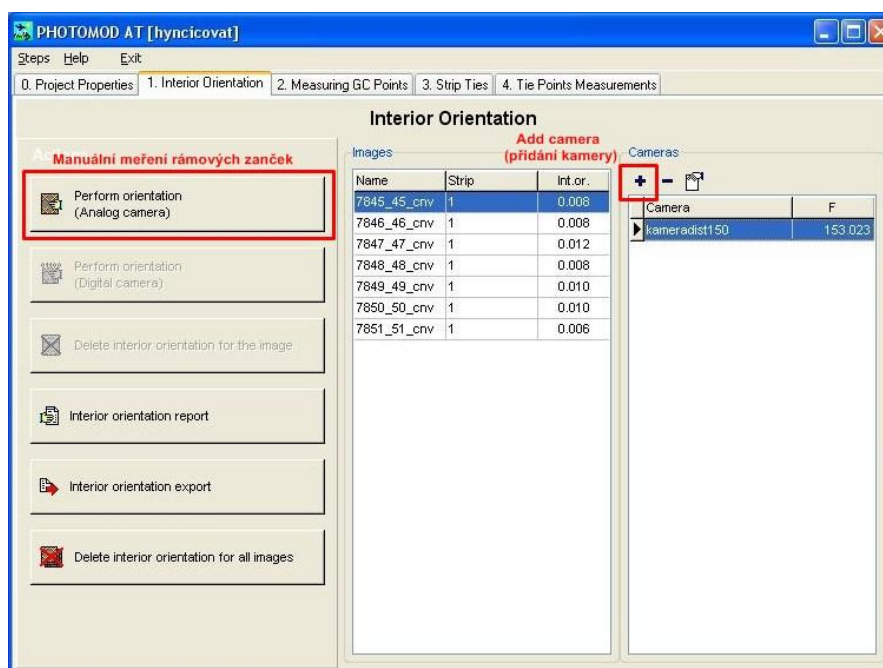 PHOTOMOD AT [hyncicovat]
Steps Help Exit
0. Project Properties 1. Interior Orientation 2. Measuring GC Points 3. Strip Ties 4. Tie Points Measurements
Interior Orientation
Manuální meření rámových zanček
Perform orientation
(Analog camera)
Perform orientation
(Digital camera)
Delete interior orientation for the image
Interior orientation report
Interior orientation export
Delete interior orientation for all images
Images
Add camera
(přidání kamery)
Name Strip Int.or.
7845_45_cnv 1 0.008
7846_46_cnv 1 0.008
7847_47_cnv 1 0.012
7848_48_cnv 1 0.008
7849_49_cnv 1 0.010
7850_50_cnv 1 0.010
7851_51_cnv 1 0.006
Cameras
Camera F
kameradist150 153.023